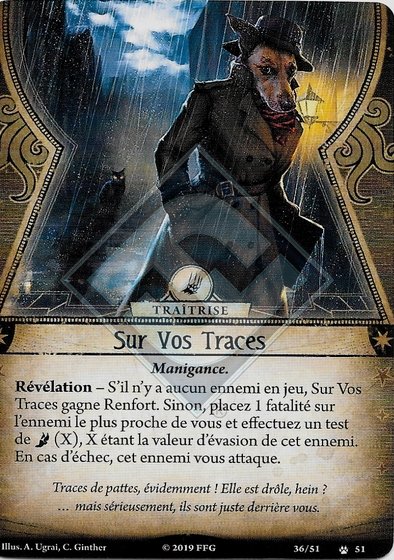 TRAÎTRISE
Sur Vos Traces
Manigance.
Révélation – S'il n'y a aucun ennemi en jeu, Sur Vos
Traces gagne Renfort. Sinon, placez 1 fatalité sur
l'ennemi le plus proche de vous et effectuez un test
de (X), X étant la valeur d'évasion de cet ennemi.
En cas d'échec, cet ennemi vous attaque.
Traces de pattes, évidemment ! Elle est drôle, hein ?
… mais sérieusement, ils sont juste derrière vous.
Illus. A. Ugrai, C. Ginther © 2019 FFG 36/51 51